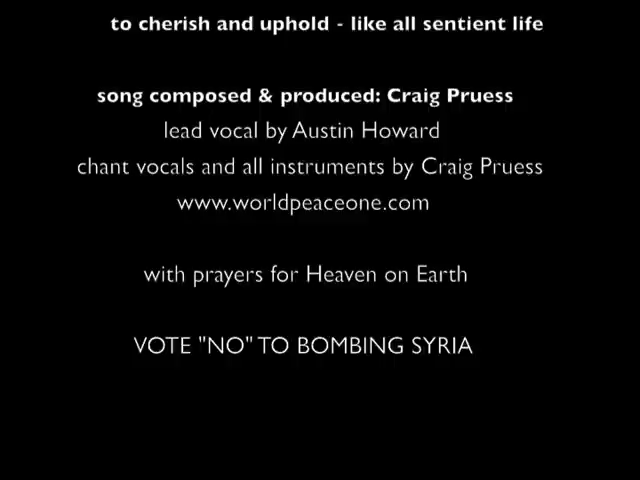 to cherish and uphold - like all sentient life
song composed & produced: Craig Pruess
lead vocal by Austin Howard
chant vocals and all instruments by Craig Pruess
www.worldpeaceone.com
with prayers for Heaven on Earth
VOTE "NO" TO BOMBING SYRIA